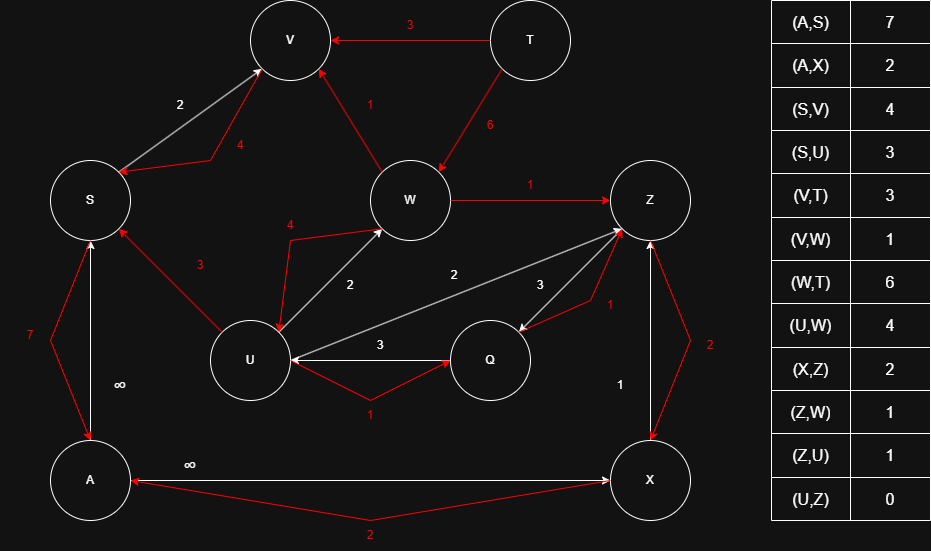 3
V
T
1
6
2
4
1
S
W
Z
4
3
2
2
3
1
7
3
U
Q
2
1
∞
1
∞
A
X
2
(A,S) 7
(A,X) 2
(S,V) 4
(S,U) 3
(V,T) 3
(V,W) 1
(W,T) 6
(U,W) 4
(X,Z) 2
(Z,W) 1
(Z,U) 1
(U,Z) 0